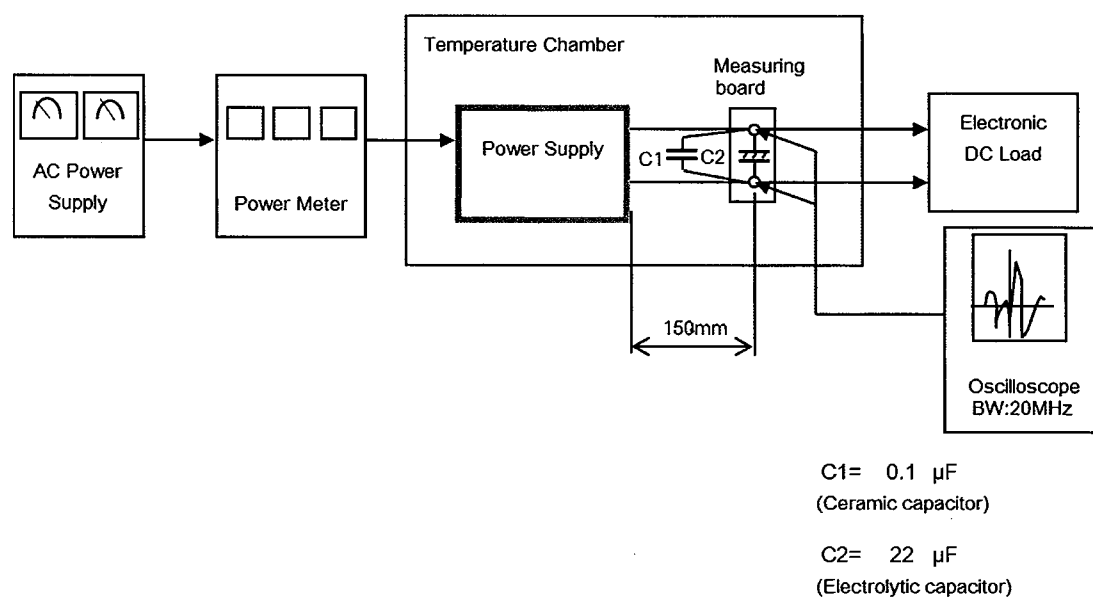 Temperature Chamber
Measuring
board
AC Power
Supply
Power Meter
Power Supply
C1
C2
Electronic
DC Load
150mm
Oscilloscope
BW:20MHz
C1= 0.1 µF
(Ceramic capacitor)
C2= 22 µF
(Electrolytic capacitor)